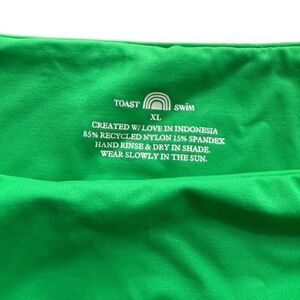 TOAST SWIM
XL
CREATED W/ LOVE IN INDONESIA
85% RECYCLED NYLON 15% SPANDEX
HAND RINSE & DRY IN SHADE.
WEAR SLOWLY IN THE SUN.